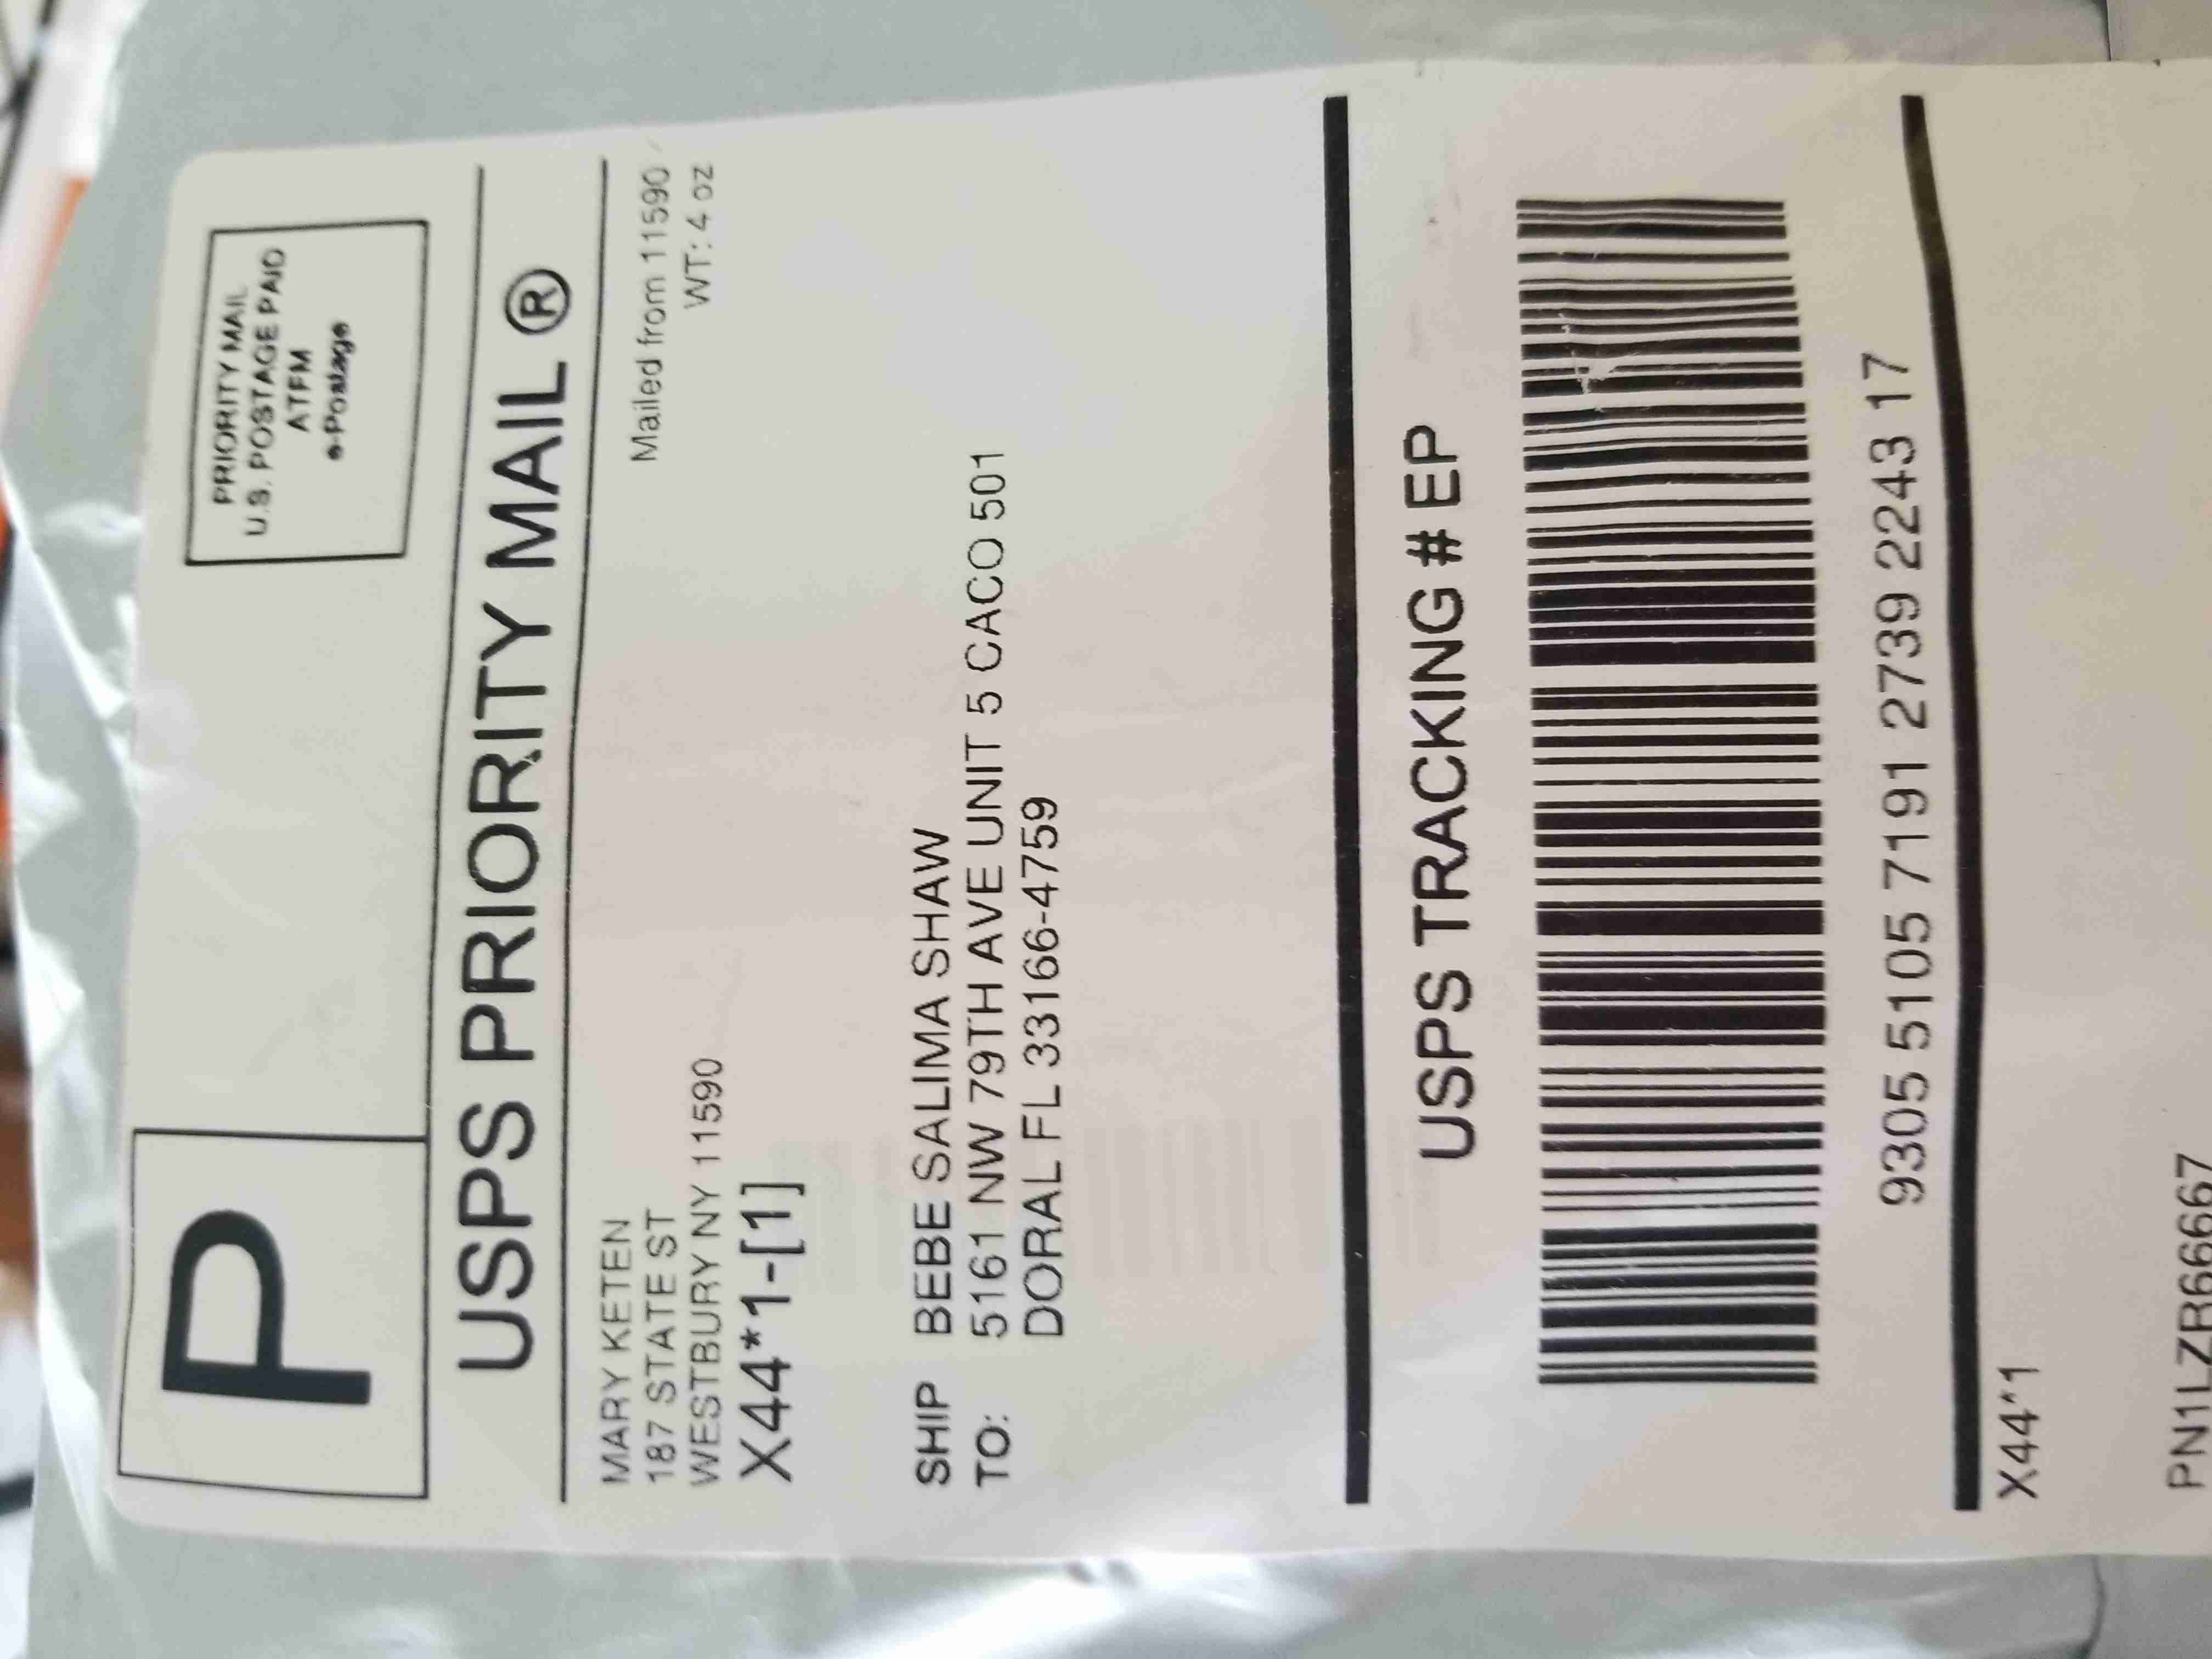 P
PRIORITY MAIL
U.S. POSTAGE PAID
ATFM
e-Postage
USPS PRIORITY MAIL ®
MARY KETEN
187 STATE ST
WESTBURY NY 11590
X44*1-[1]
Mailed from 11590
WT: 4 oz
SHIP TO:
BEBE SALIMA SHAW
5161 NW 79TH AVE UNIT 5 CACO 501
DORAL FL 33166-4759
USPS TRACKING # EP
9305 5105 7191 2739 2243 17
X44*1
PN1LZR66667